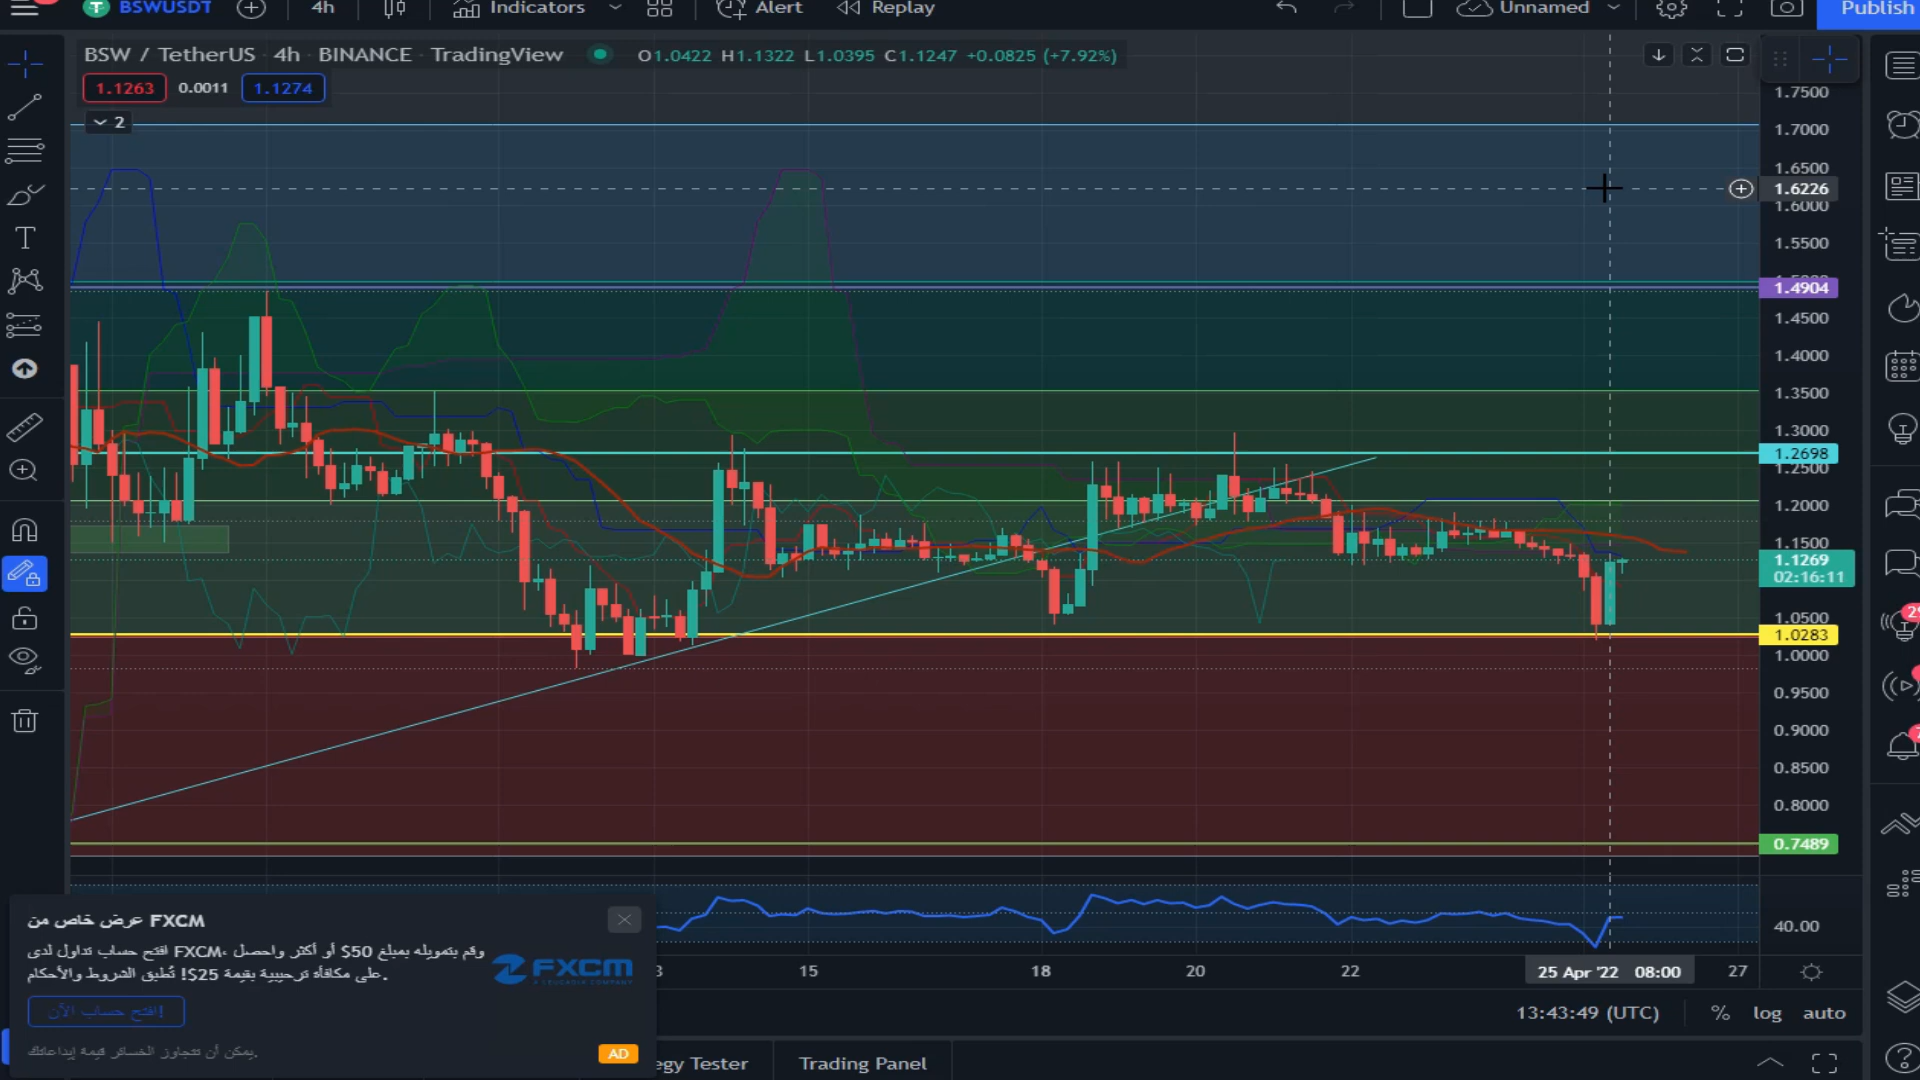 BSWUSDT 4h Indicators Alert Replay Unnamed Publish
BSW / TetherUS · 4h · BINANCE · TradingView O1.0422 H1.1322 L1.0395 C1.1247 +0.0825 (+7.92%)
1.1263 0.0011 1.1274
2
1.7500
1.7000
1.6500
1.6226
1.6000
1.5500
1.4904
1.4500
1.4000
1.3500
1.3000
1.2698
1.2500
1.2000
1.1500
1.1269
02:16:11
1.0500
1.0283
1.0000
0.9500
0.9000
0.8500
0.8000
0.7489
40.00
15 18 20 22 25 Apr '22 08:00 27
13:43:49 (UTC) % log auto
عرض خاص من FXCM
افتح حساب تداول لدى FXCM، وقم بتمويله بمبلغ 50$ أو أكثر واحصل
على مكافأة ترحيبية بقيمة 25$! تُطبق الشروط والأحكام.
FXCM
A LEUCADIA COMPANY
افتح حساب الآن!
يمكن أن تتجاوز الخسائر قيمة إيداعاتك.
AD
egy Tester Trading Panel